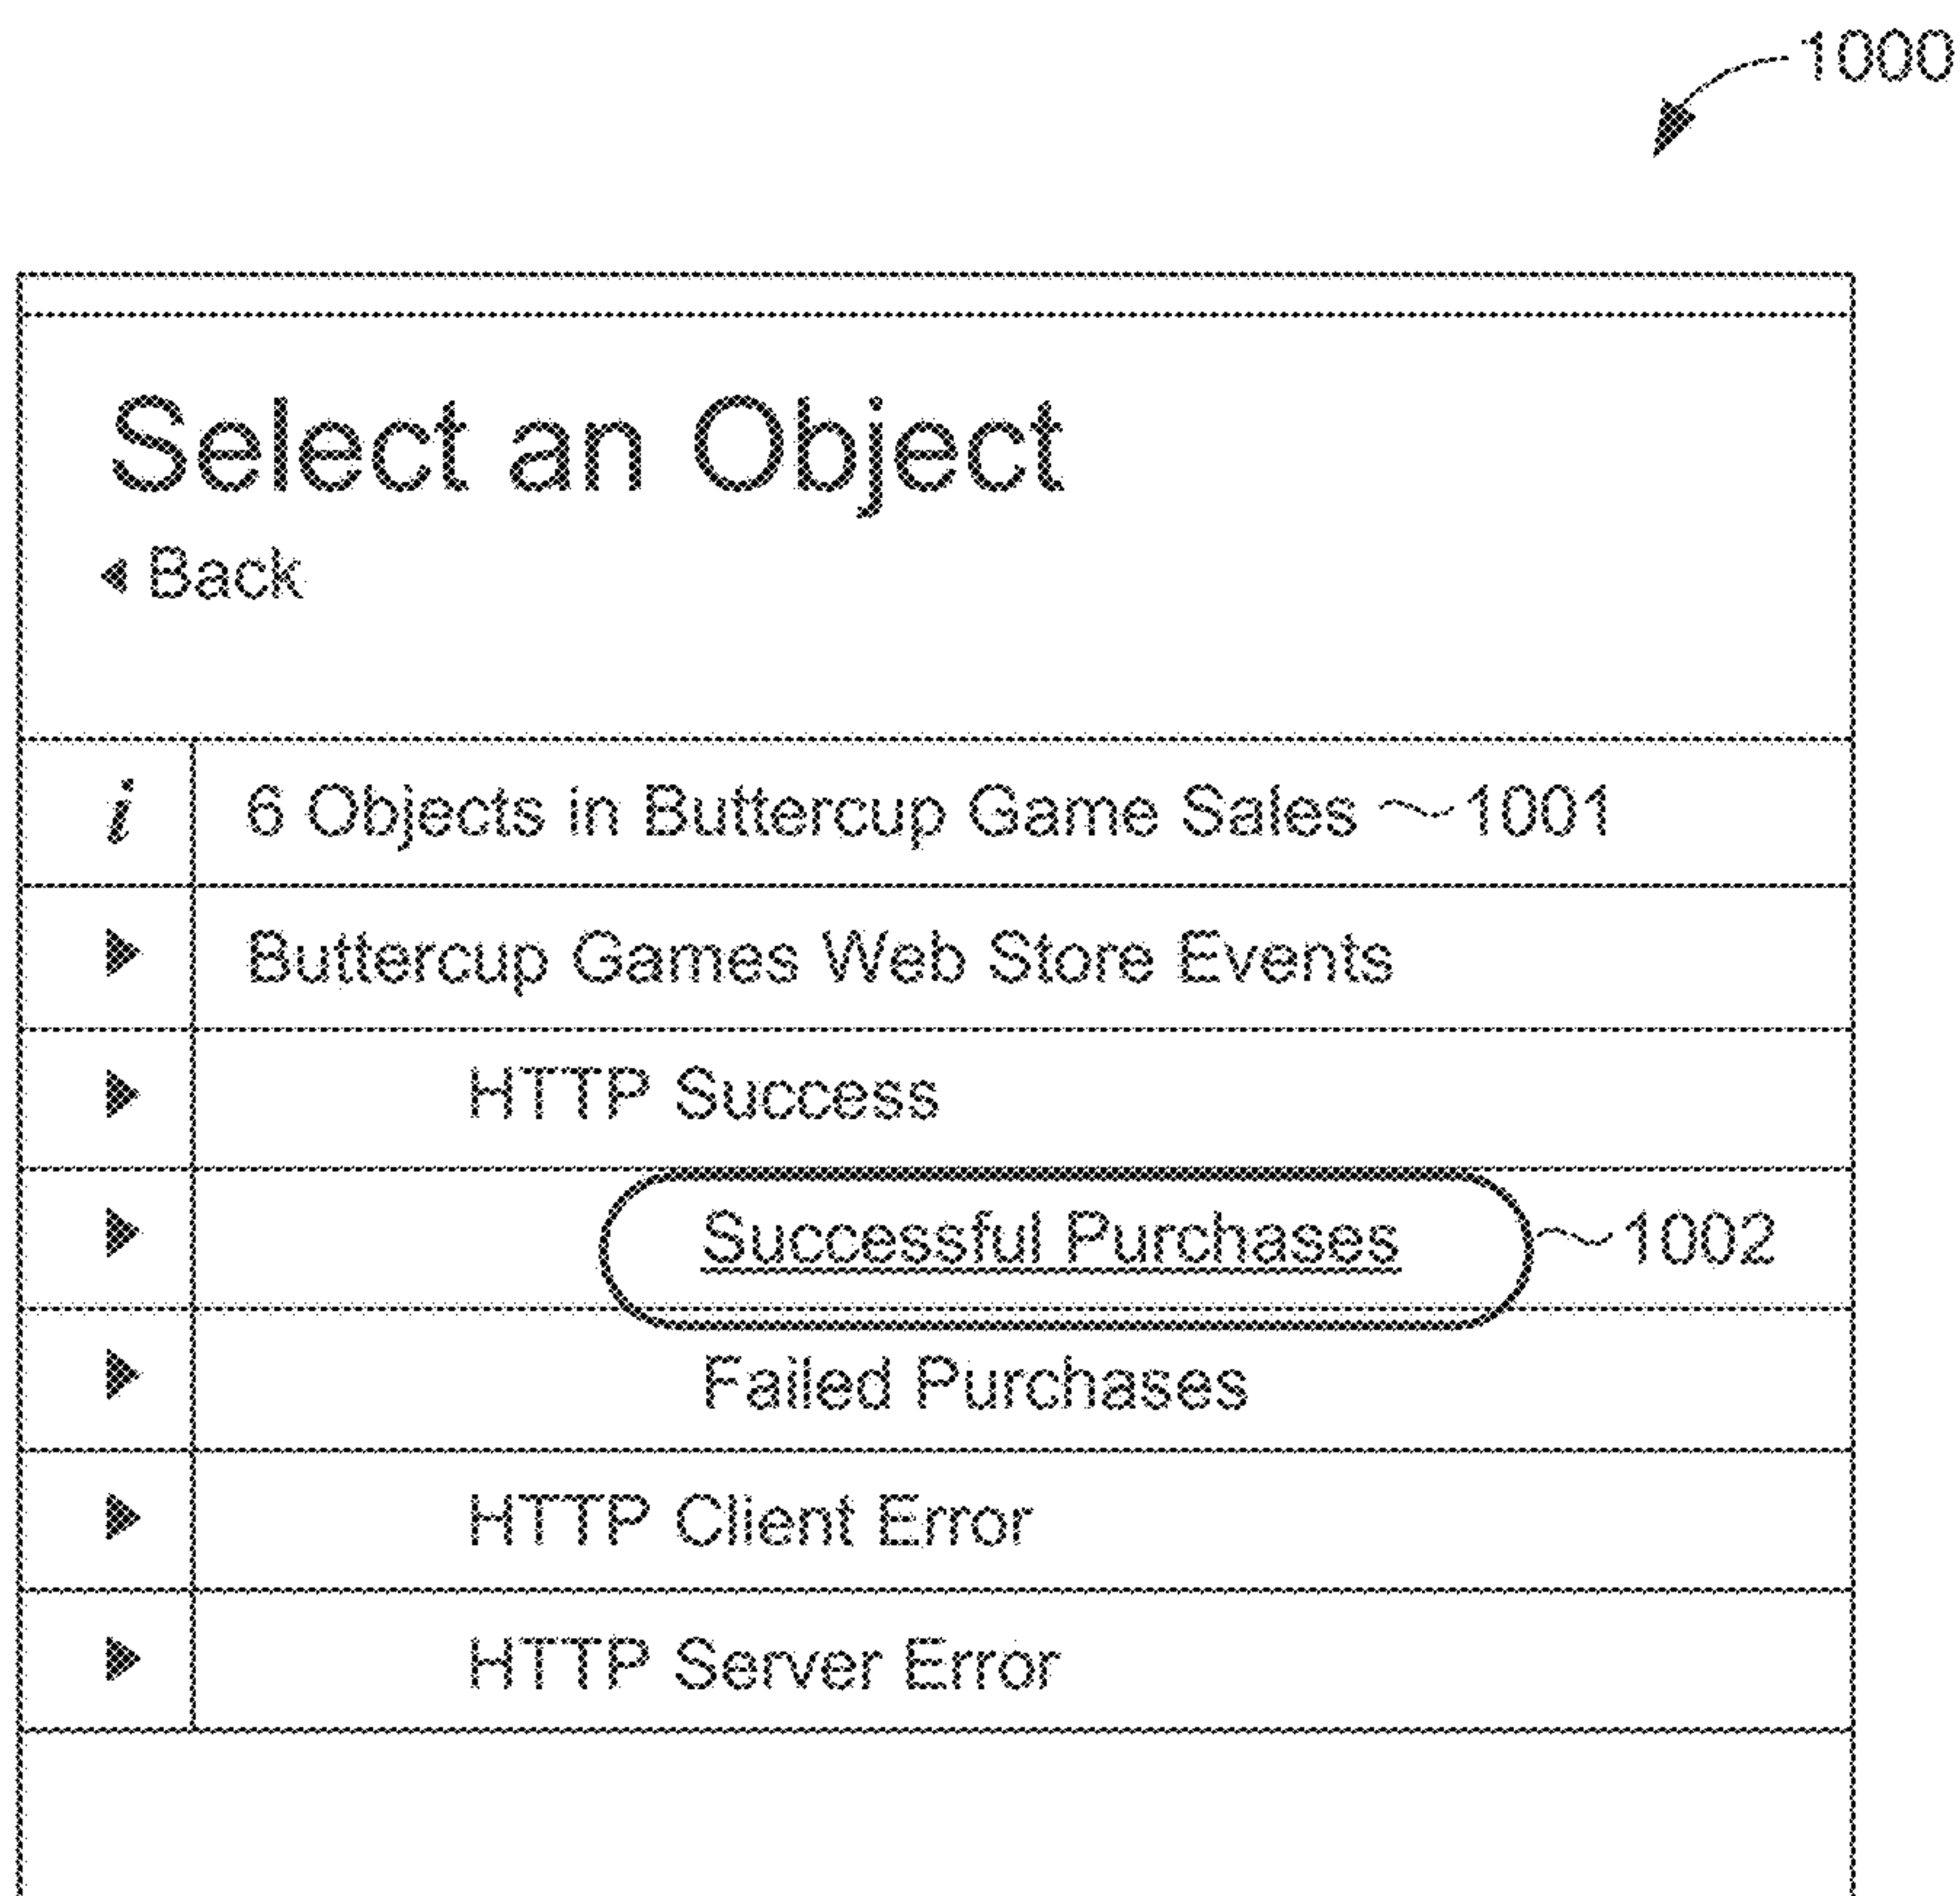 1000
Select an Object
Back
i 6 Objects in Buttercup Game Sales 1001
Buttercup Games Web Store Events
HTTP Success
Successful Purchases 1002
Failed Purchases
HTTP Client Error
HTTP Server Error